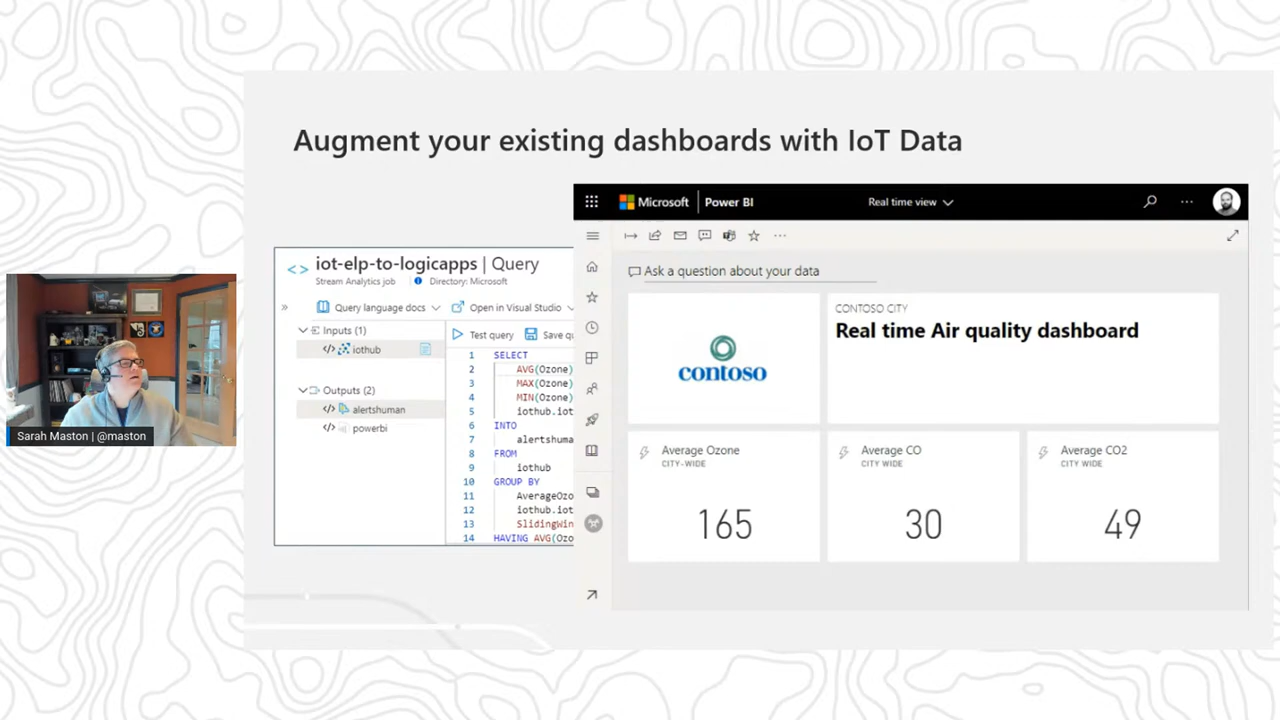 Augment your existing dashboards with IoT Data
Microsoft Power BI
Real time view
iot-elp-to-logicapps | Query
Stream Analytics job Directory: Microsoft
Query language docs Open in Visual Studio
Inputs (1)
iothub
Outputs (2)
alertshuman
powerbi
Test query Save qu
1 SELECT
2 AVG(Ozone)
3 MAX(Ozone)
4 MIN(Ozone)
5 iothub.iot
6 INTO
7 alertshuma
8 FROM
9 iothub
10 GROUP BY
11 AverageOzo
12 iothub.iot
13 SlidingWin
14 HAVING AVG(Ozo
Ask a question about your data
contoso
CONTOSO CITY
Real time Air quality dashboard
Average Ozone
CITY-WIDE
165
Average CO
CITY WIDE
30
Average CO2
CITY WIDE
49
Sarah Maston | @maston